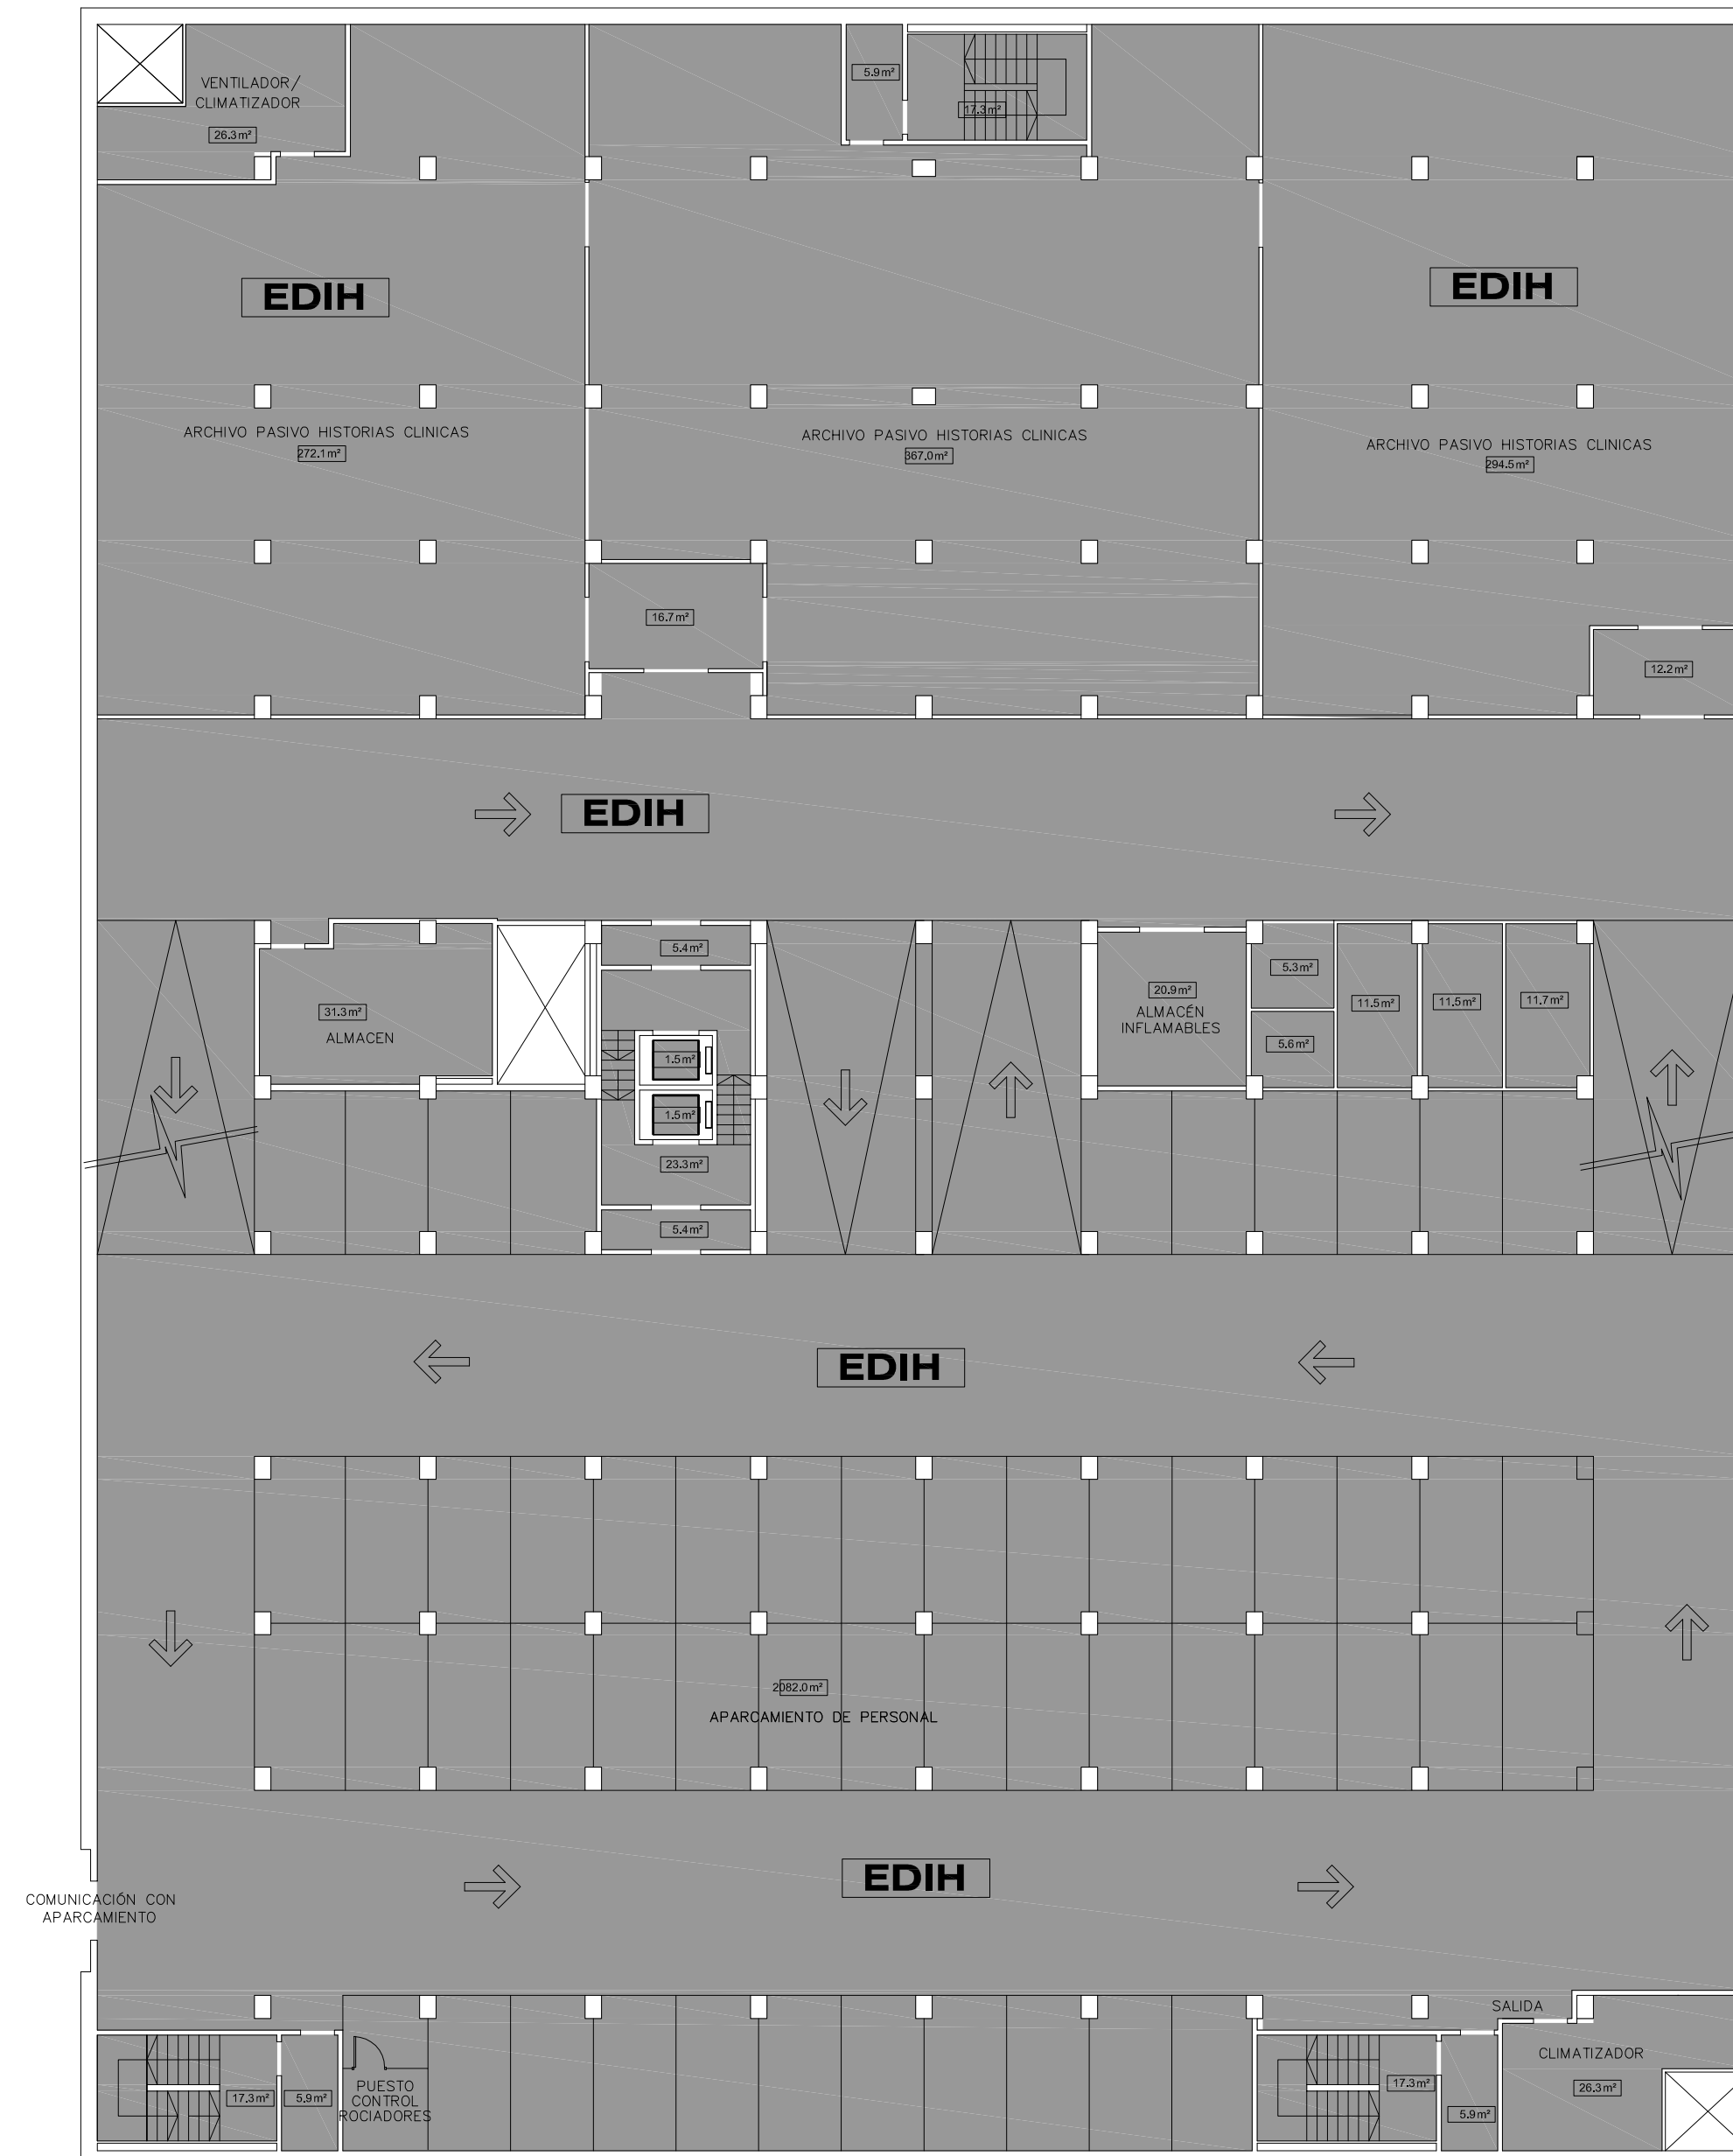 5.9m²
VENTILADOR/
CLIMATIZADOR
17.3m²
26.3m²
EDIH
EDIH
ARCHIVO PASIVO HISTORIAS CLINICAS
272.1m²
ARCHIVO PASIVO HISTORIAS CLINICAS
367.0m²
ARCHIVO PASIVO HISTORIAS CLINICAS
294.5m²
16.7m²
12.2m²
EDIH
5.4m²
5.3m²
20.9m²
ALMACÉN
INFLAMABLES
11.5m²
11.5m²
11.7m²
31.3m²
ALMACEN
5.6m²
1.5m²
1.5m²
23.3m²
5.4m²
EDIH
2082.0m²
APARCAMIENTO DE PERSONAL
EDIH
COMUNICACIÓN CON
APARCAMIENTO
SALIDA
CLIMATIZADOR
26.3m²
17.3m²
5.9m²
PUESTO
CONTROL
ROCIADORES
17.3m²
5.9m²